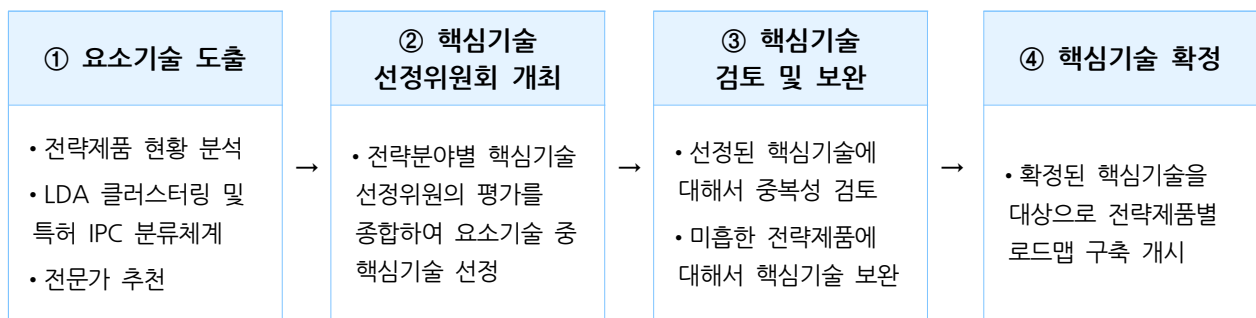 ① 요소기술 도출
• 전략제품 현황 분석
• LDA 클러스터링 및
특허 IPC 분류체계
• 전문가 추천
→
② 핵심기술
선정위원회 개최
• 전략분야별 핵심기술
선정위원의 평가를
종합하여 요소기술 중
핵심기술 선정
→
③ 핵심기술
검토 및 보완
• 선정된 핵심기술에
대해서 중복성 검토
• 미흡한 전략제품에
대해서 핵심기술 보완
→
④ 핵심기술 확정
• 확정된 핵심기술을
대상으로 전략제품별
로드맵 구축 개시